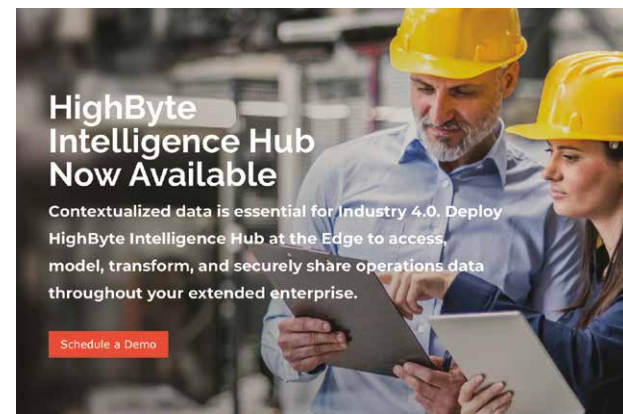 HighByte
Intelligence Hub
Now Available
Contextualized data is essential for Industry 4.0. Deploy
HighByte Intelligence Hub at the Edge to access,
model, transform, and securely share operations data
throughout your extended enterprise.
Schedule a Demo